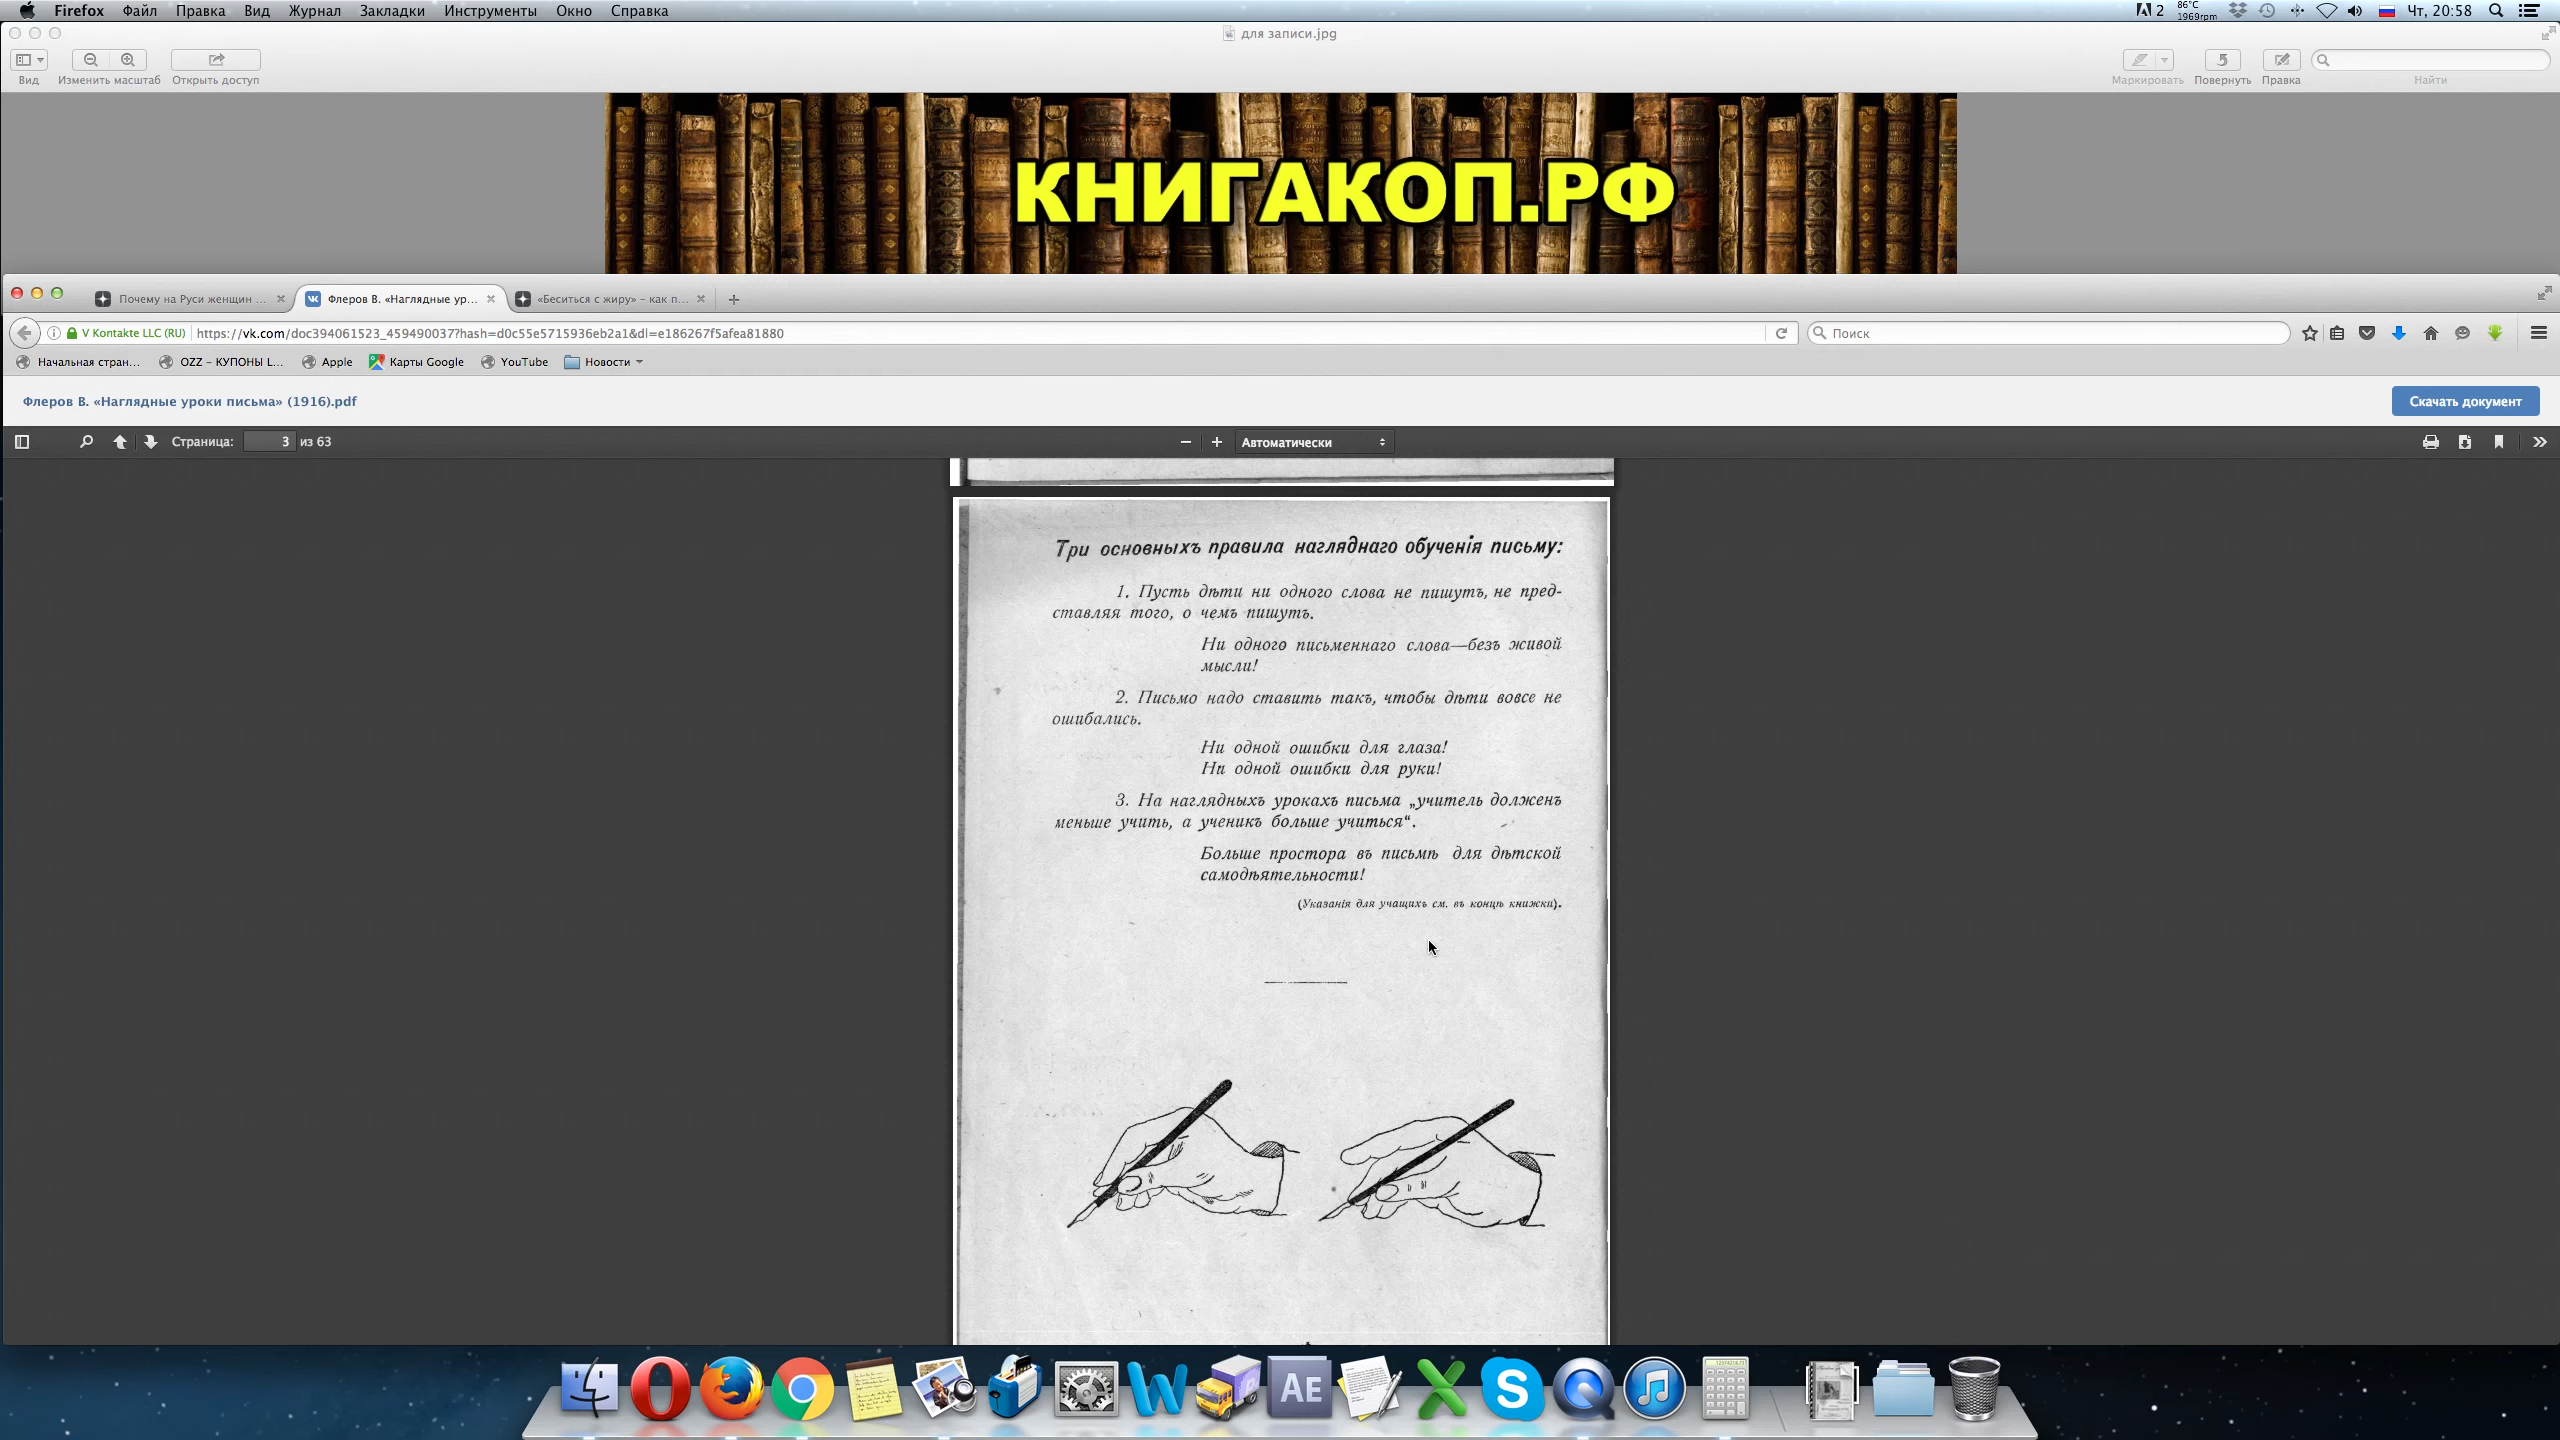 Firefox Файл Правка Вид Журнал Закладки Инструменты Окно Справка
2 86°C 1969rpm Чт, 20:58
для записи.jpg
Вид Изменить масштаб Открыть доступ Маркировать Повернуть Правка Найти
КНИГАКОП.РФ
Почему на Руси женщин ... Флеров В. «Наглядные ур... «Беситься с жиру» – как п...
V Kontakte LLC (RU) https://vk.com/doc394061523_459490037?hash=d0c55e5715936eb2a1&dl=e186267f5afea81880 Поиск
Начальная стран... OZZ – КУПОНЫ L... Apple Карты Google YouTube Новости
Флеров В. «Наглядные уроки письма» (1916).pdf Скачать документ
Страница: 3 из 63 Автоматически
Три основныхъ правила нагляднаго обученія письму:
1. Пусть дѣти ни одного слова не пишутъ, не пред-
ставляя того, о чемъ пишутъ.
Ни одного письменнаго слова—безъ живой
мысли!
2. Письмо надо ставить такъ, чтобы дѣти вовсе не
ошибались.
Ни одной ошибки для глаза!
Ни одной ошибки для руки!
3. На наглядныхъ урокахъ письма „учитель долженъ
меньше учить, а ученикъ больше учиться“.
Больше простора въ письмѣ для дѣтской
самодѣятельности!
(Указанія для учащихъ см. въ концѣ книжки).
AE